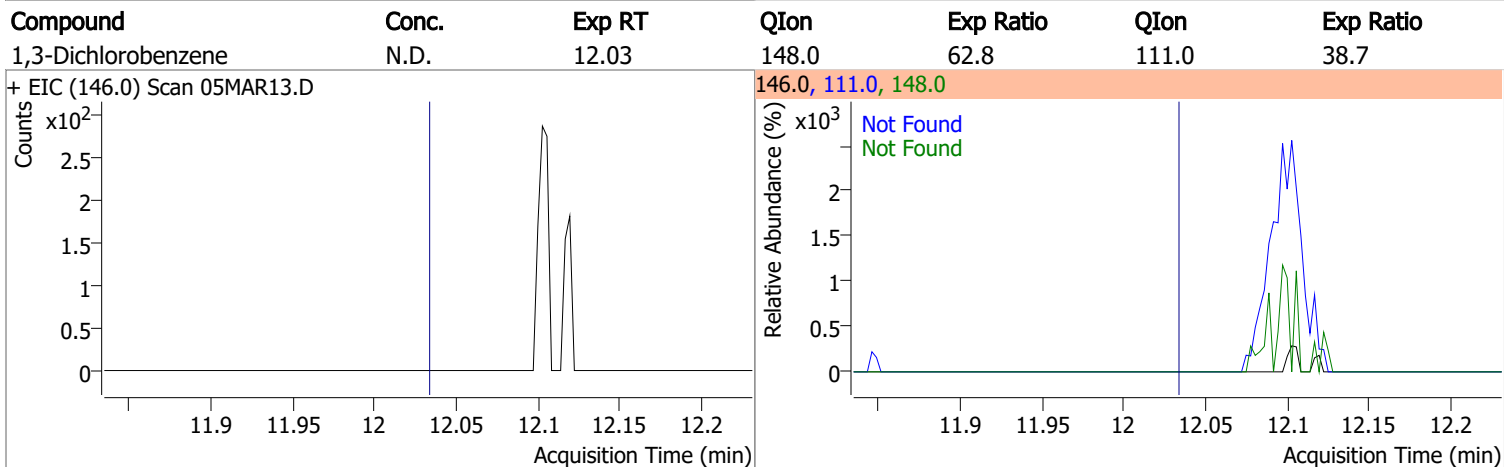 Compound Conc. Exp RT QIon Exp Ratio QIon Exp Ratio
1,3-Dichlorobenzene N.D. 12.03 148.0 62.8 111.0 38.7
+ EIC (146.0) Scan 05MAR13.D
Counts
x10²
2.5
2
1.5
1
0.5
0
11.9 11.95 12 12.05 12.1 12.15 12.2
Acquisition Time (min)
146.0, 111.0, 148.0
Relative Abundance (%)
x10³
Not Found
Not Found
2
1.5
1
0.5
0
11.9 11.95 12 12.05 12.1 12.15 12.2
Acquisition Time (min)